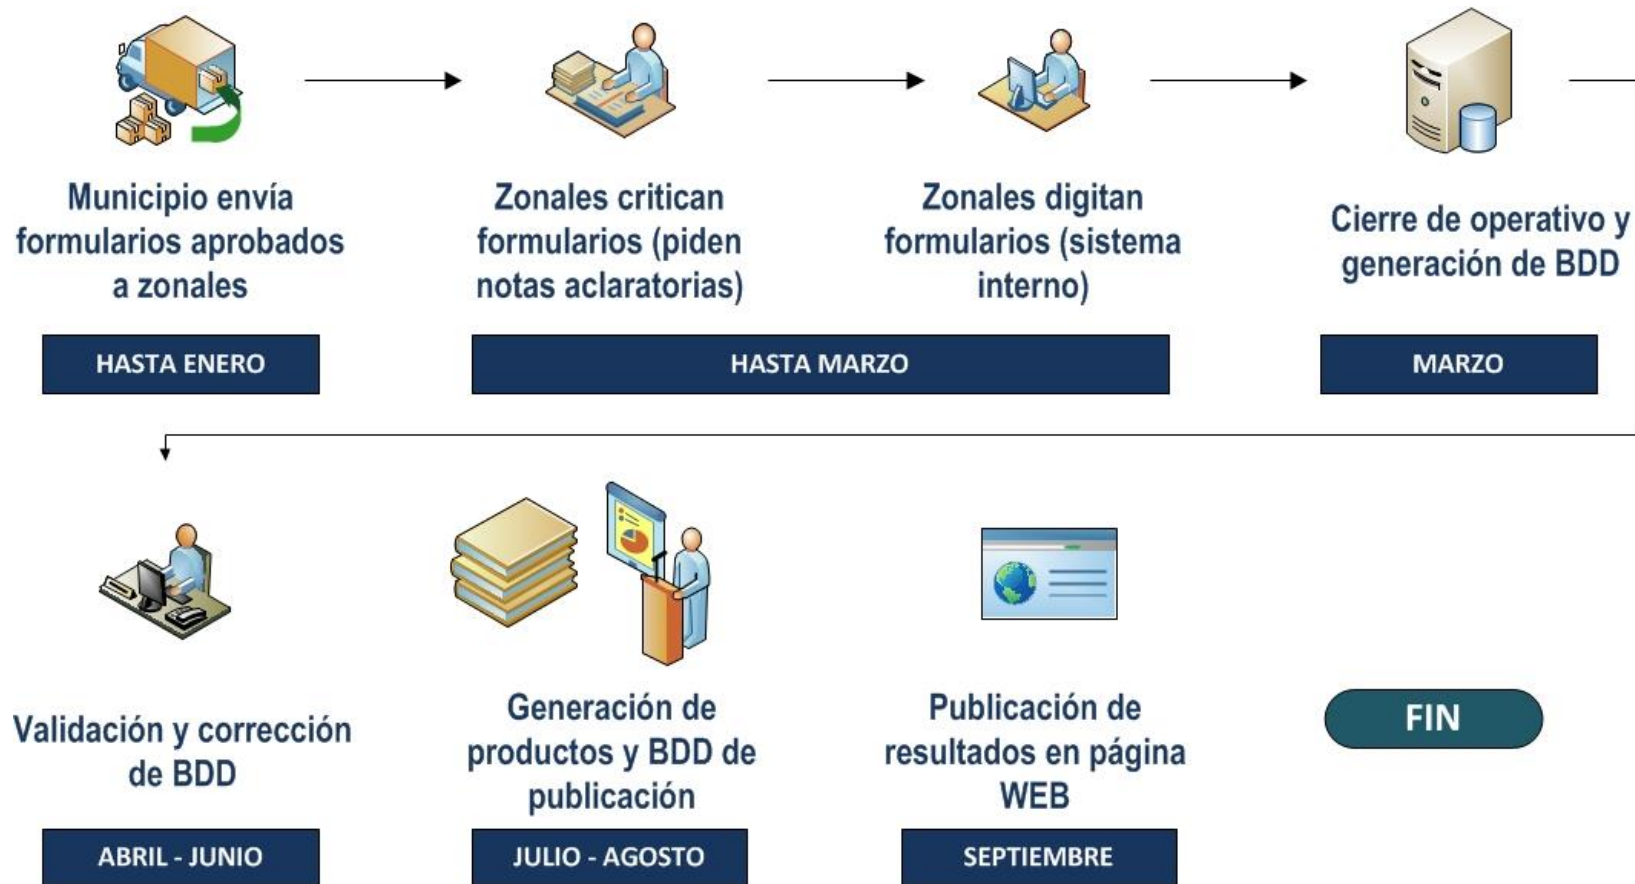 Municipio envía
formularios aprobados
a zonales
Zonales critican
formularios (piden
notas aclaratorias)
Zonales digitan
formularios (sistema
interno)
Cierre de operativo y
generación de BDD
HASTA ENERO
HASTA MARZO
MARZO
Validación y corrección
de BDD
Generación de
productos y BDD de
publicación
Publicación de
resultados en página
WEB
FIN
ABRIL - JUNIO
JULIO - AGOSTO
SEPTIEMBRE